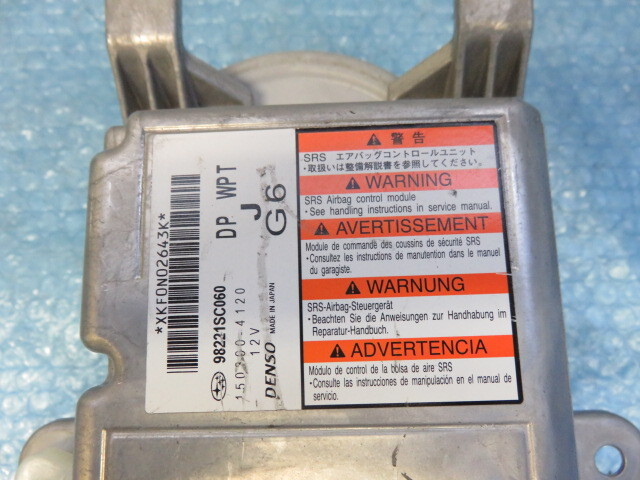 *XKF0N02643K*
98221SC060
DP WPT
J
G6
150300-4120
12V
DENSO MADE IN JAPAN
警告
SRS エアバッグコントロールユニット
・取扱いは整備解説書を参照してください。
WARNING
SRS Airbag control module
• See handling instructions in service manual.
AVERTISSEMENT
Module de commande des coussins de sécurité SRS
•Consultez les instructions de manutention dans le manuel
du garagiste.
WARNUNG
SRS-Airbag-Steuergerät
•Beachten Sie die Anweisungen zur Handhabung im
Reparatur-Handbuch.
ADVERTENCIA
Módulo de control de la bolsa de aire SRS
•Consulte las instrucciones de manipulación en el manual de
servicio.